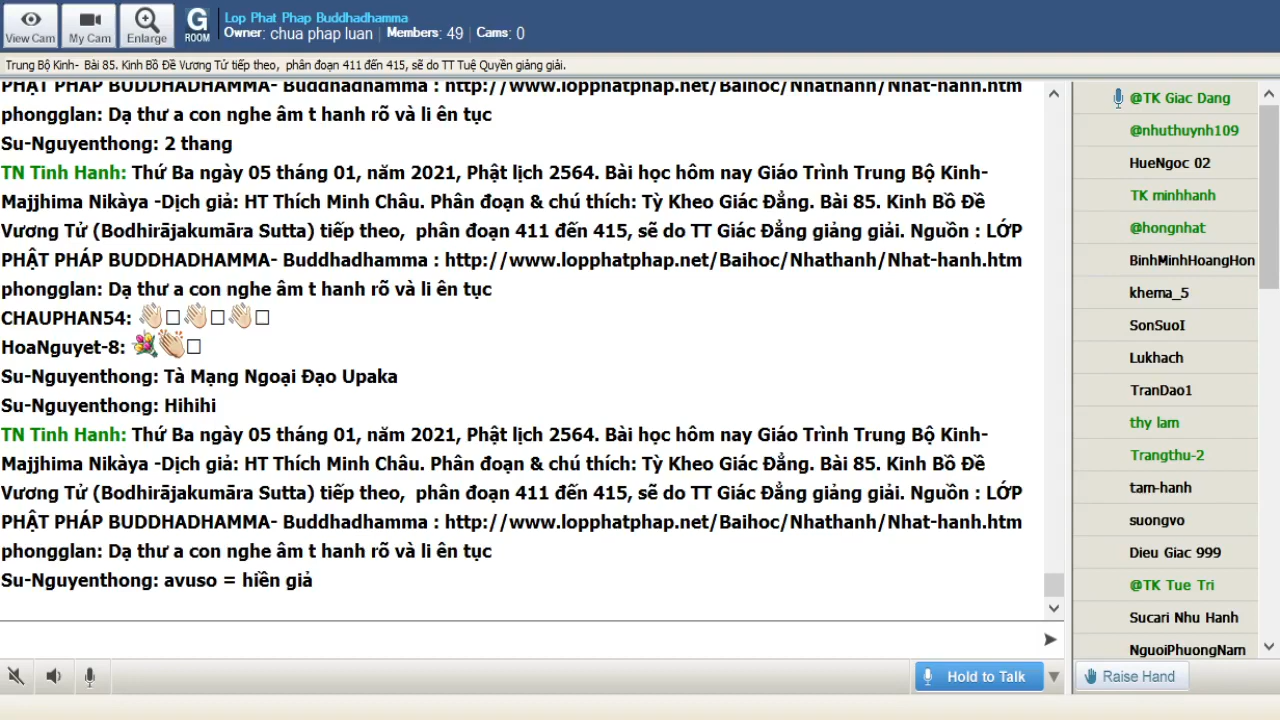 View Cam
My Cam
Enlarge
G
ROOM
Lop Phat Phap Buddhadhamma
Owner: chua phap luan | Members: 49 | Cams: 0
Trung Bộ Kinh- Bài 85. Kinh Bồ Đề Vương Tử tiếp theo, phân đoạn 411 đến 415, sẽ do TT Tuệ Quyền giảng giải.
PHẬT PHÁP BUDDHADHAMMA- Buddhadhamma : http://www.lopphatphap.net/Baihoc/Nhathanh/Nhat-hanh.htm
phongglan: Dạ thư a con nghe âm t hanh rõ và li ên tục
Su-Nguyenthong: 2 thang
TN Tinh Hanh: Thứ Ba ngày 05 tháng 01, năm 2021, Phật lịch 2564. Bài học hôm nay Giáo Trình Trung Bộ Kinh-
Majjhima Nikàya -Dịch giả: HT Thích Minh Châu. Phân đoạn & chú thích: Tỳ Kheo Giác Đẳng. Bài 85. Kinh Bồ Đề
Vương Tử (Bodhirājakumāra Sutta) tiếp theo, phân đoạn 411 đến 415, sẽ do TT Giác Đẳng giảng giải. Nguồn : LỚP
PHẬT PHÁP BUDDHADHAMMA- Buddhadhamma : http://www.lopphatphap.net/Baihoc/Nhathanh/Nhat-hanh.htm
phongglan: Dạ thư a con nghe âm t hanh rõ và li ên tục
CHAUPHAN54: 👏🏻□👏🏻□👏🏻□
HoaNguyet-8: 💐👏□
Su-Nguyenthong: Tà Mạng Ngoại Đạo Upaka
Su-Nguyenthong: Hihihi
TN Tinh Hanh: Thứ Ba ngày 05 tháng 01, năm 2021, Phật lịch 2564. Bài học hôm nay Giáo Trình Trung Bộ Kinh-
Majjhima Nikàya -Dịch giả: HT Thích Minh Châu. Phân đoạn & chú thích: Tỳ Kheo Giác Đẳng. Bài 85. Kinh Bồ Đề
Vương Tử (Bodhirājakumāra Sutta) tiếp theo, phân đoạn 411 đến 415, sẽ do TT Giác Đẳng giảng giải. Nguồn : LỚP
PHẬT PHÁP BUDDHADHAMMA- Buddhadhamma : http://www.lopphatphap.net/Baihoc/Nhathanh/Nhat-hanh.htm
phongglan: Dạ thư a con nghe âm t hanh rõ và li ên tục
Su-Nguyenthong: avuso = hiền giả
@TK Giac Dang
@nhuthuynh109
HueNgoc 02
TK minhhanh
@hongnhat
BinhMinhHoangHon
khema_5
SonSuoI
Lukhach
TranDao1
thy lam
Trangthu-2
tam-hanh
suongvo
Dieu Giac 999
@TK Tue Tri
Sucari Nhu Hanh
NguoiPhuongNam
Hold to Talk
Raise Hand